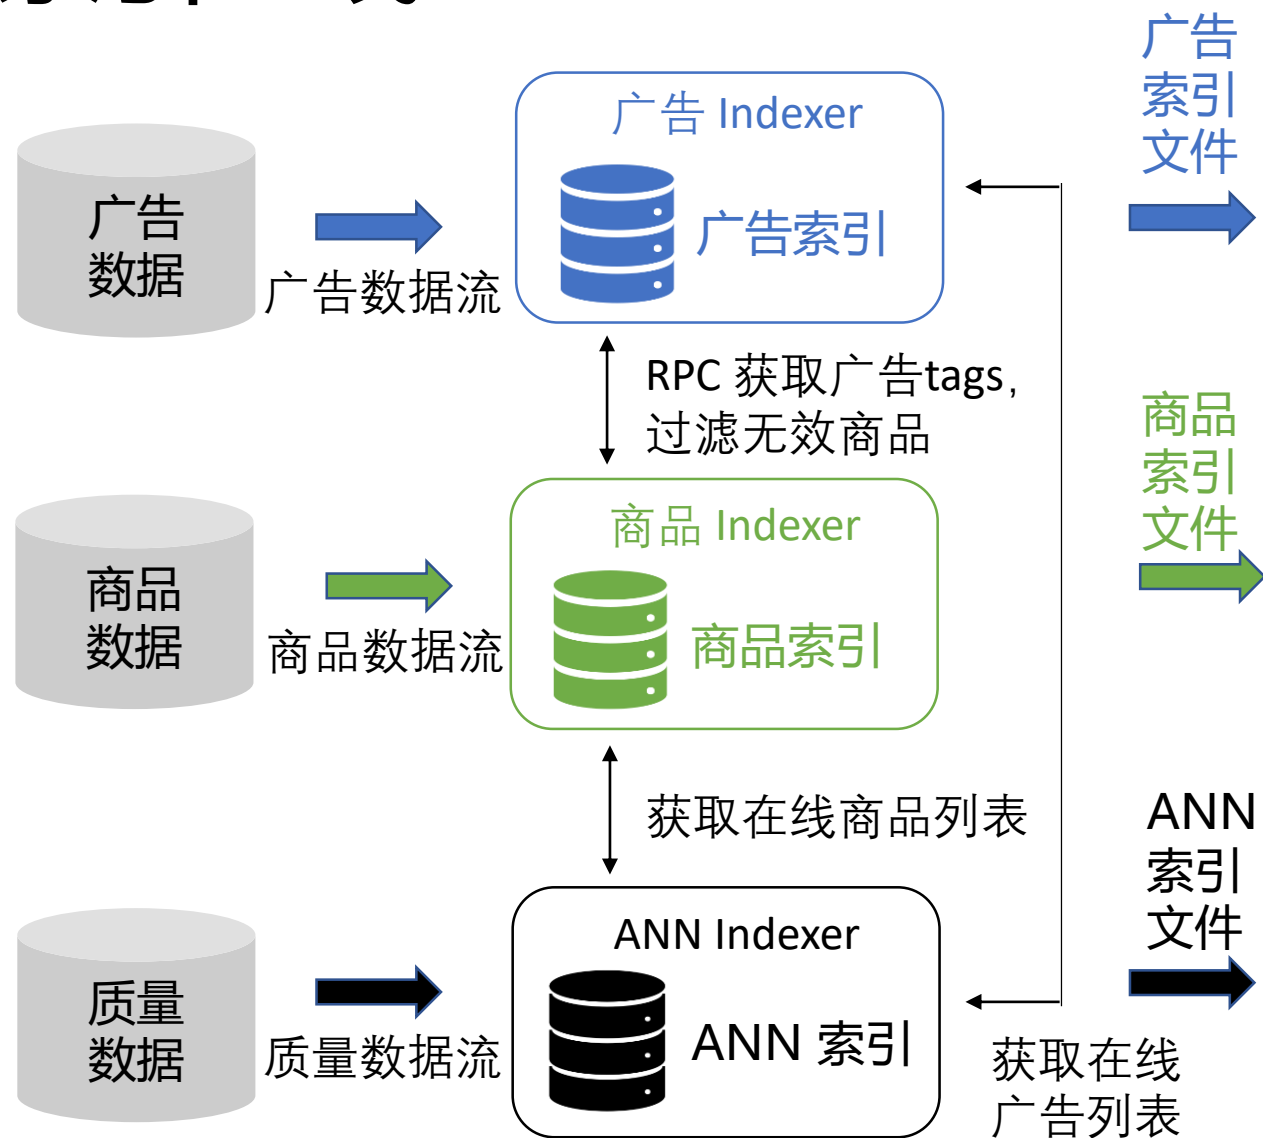 广告
索引
文件
广告 Indexer
广告
数据
广告索引
广告数据流
RPC 获取广告tags,
过滤无效商品
商品
索引
文件
商品 Indexer
商品
数据
商品索引
商品数据流
获取在线商品列表
ANN
索引
文件
ANN Indexer
质量
数据
ANN 索引
质量数据流
获取在线
广告列表